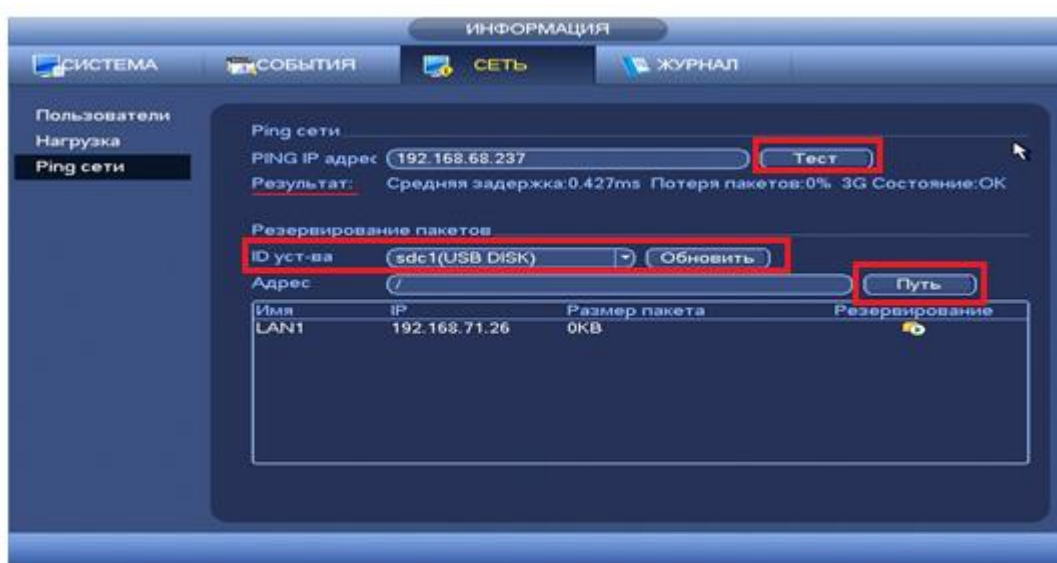 ИНФОРМАЦИЯ
СИСТЕМА СОБЫТИЯ СЕТЬ ЖУРНАЛ
Пользователи
Нагрузка
Ping сети
Ping сети
PING IP адрес 192.168.68.237 Тест
Результат: Средняя задержка:0.427ms Потеря пакетов:0% 3G Состояние:OK
Резервирование пакетов
ID уст-ва sdc1(USB DISK) Обновить
Адрес / Путь
Имя IP Размер пакета Резервирование
LAN1 192.168.71.26 0KB